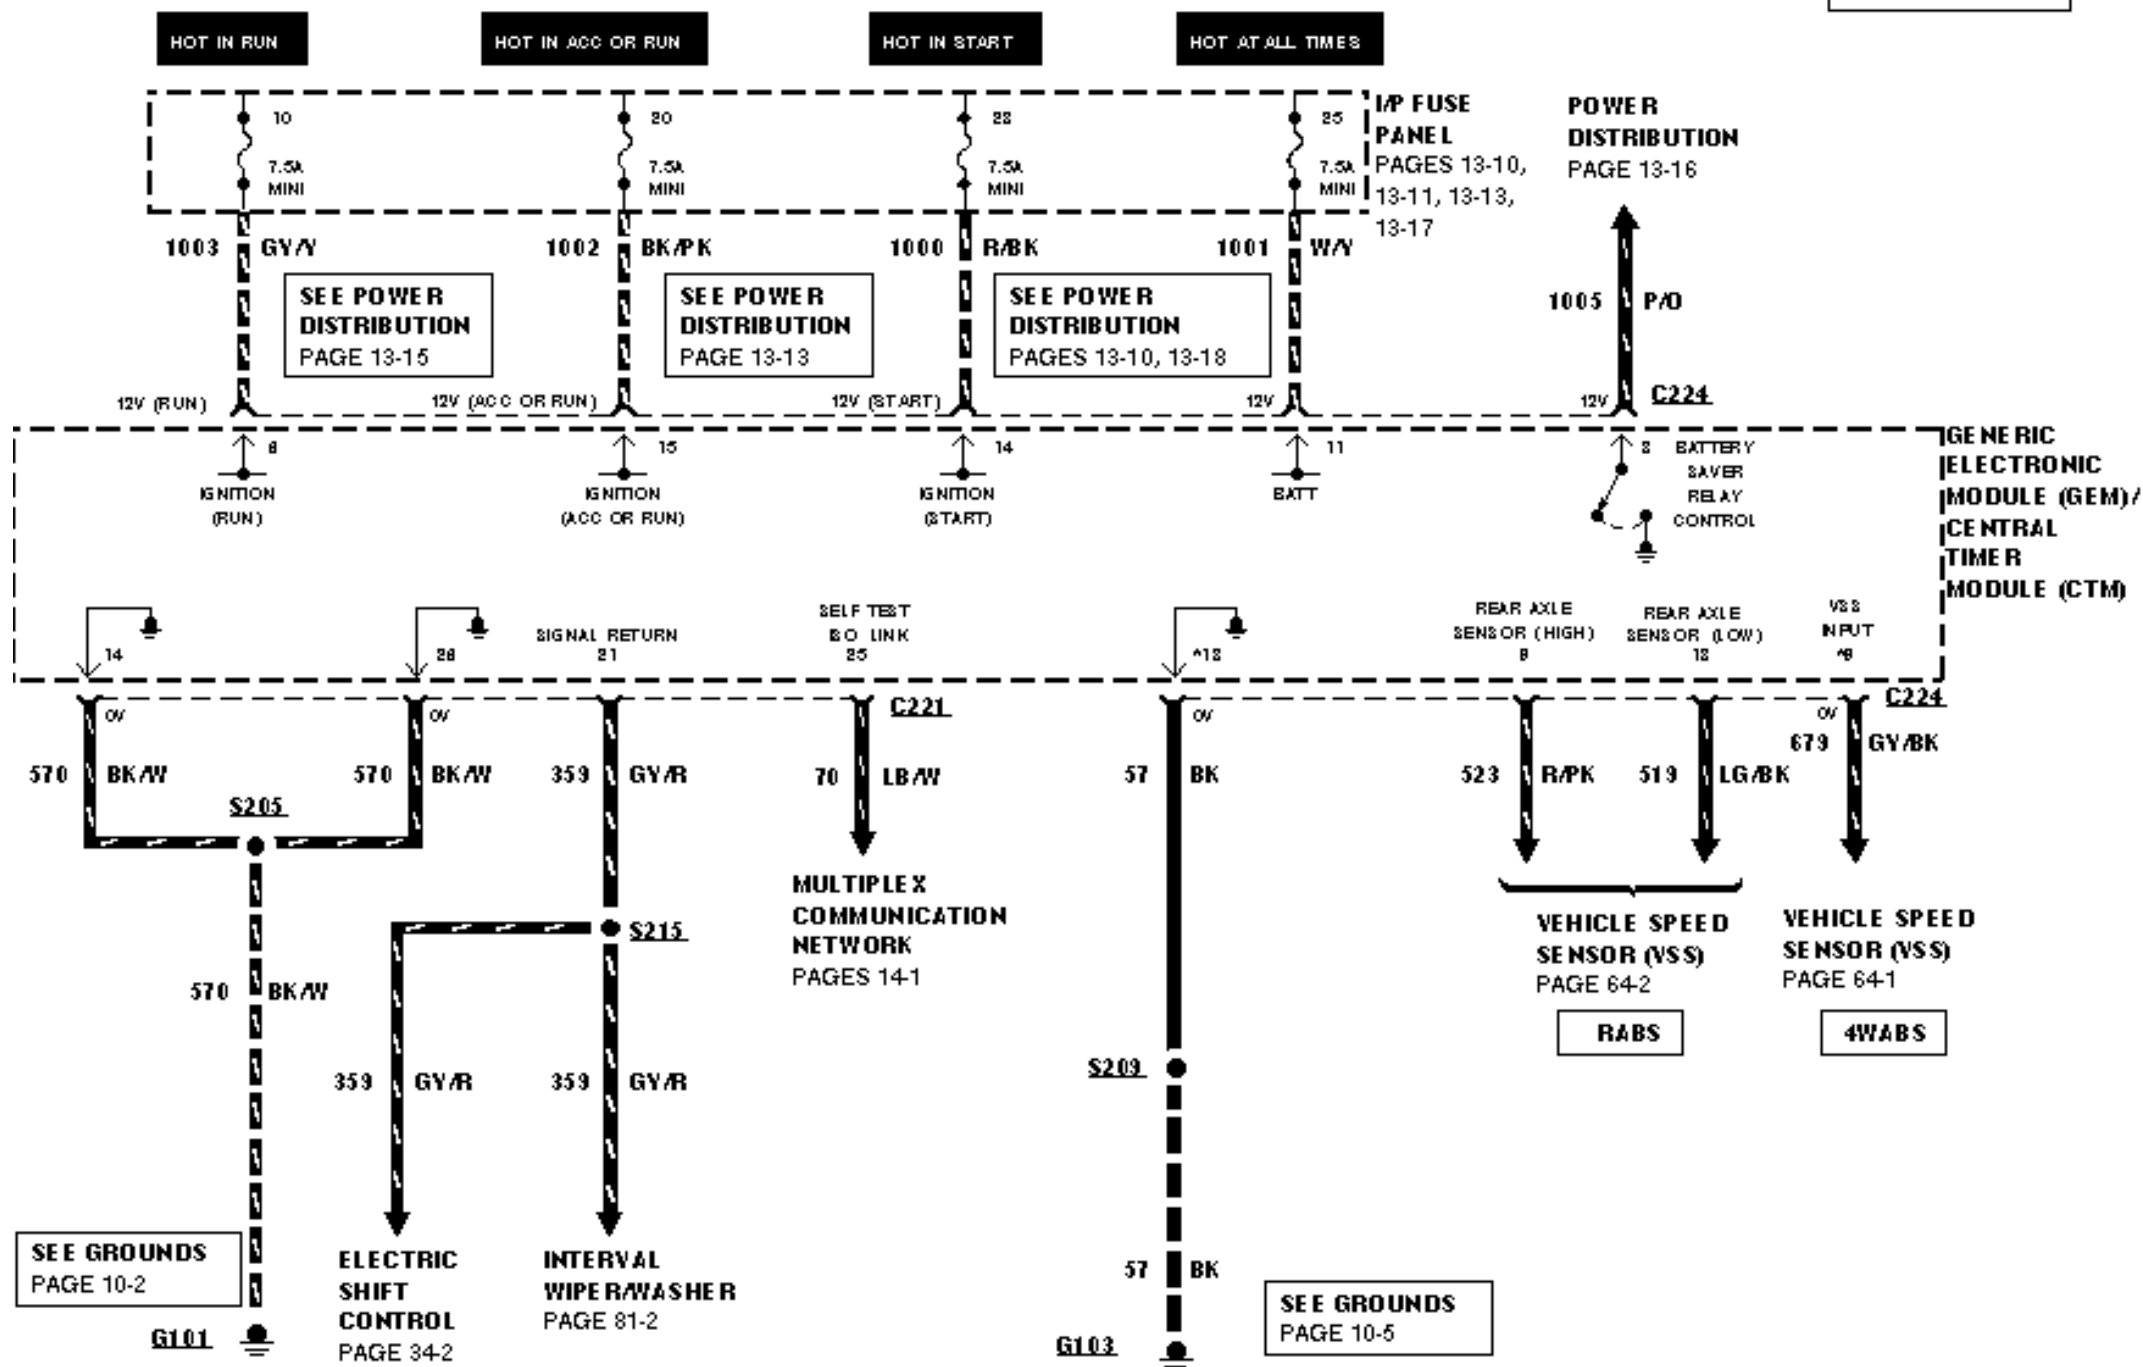 HOT IN RUN
HOT IN ACC OR RUN
HOT IN START
HOT AT ALL TIMES
10
7.5A
MINI
20
7.5A
MINI
7.5A
MINI
25
7.5A
MINI
I/P FUSE
PANEL
PAGES 13-10,
13-11, 13-13,
13-17
POWER
DISTRIBUTION
PAGE 13-16
1003 GY/Y
1002 BK/PK
1000 R/BK
1001 W/Y
1005 P/O
SEE POWER
DISTRIBUTION
PAGE 13-15
SEE POWER
DISTRIBUTION
PAGE 13-13
SEE POWER
DISTRIBUTION
PAGES 13-10, 13-18
12V (RUN)
12V (ACC OR RUN)
12V (START)
12V
12V
C224
IGNITION
(RUN)
15
IGNITION
(ACC OR RUN)
14
IGNITION
(START)
11
BATT
BATTERY
SAVER
RELAY
CONTROL
GENERIC
ELECTRONIC
MODULE (GEM)/
CENTRAL
TIMER
MODULE (CTM)
14
26
SIGNAL RETURN
21
SELF TEST
ISO LINK
25
REAR AXLE
SENSOR (HIGH)
REAR AXLE
SENSOR (LOW)
VSS
INPUT
0V
0V
C221
0V
0V
C224
570 BK/W
570 BK/W
359 GY/R
70 LB/W
57 BK
523 R/PK
519 LG/BK
679 GY/BK
S205
S215
MULTIPLEX
COMMUNICATION
NETWORK
PAGES 14-1
VEHICLE SPEED
SENSOR (VSS)
PAGE 64-2
RABS
VEHICLE SPEED
SENSOR (VSS)
PAGE 64-1
4WABS
570 BK/W
359 GY/R
359 GY/R
S209
SEE GROUNDS
PAGE 10-2
G101
ELECTRIC
SHIFT
CONTROL
PAGE 34-2
INTERVAL
WIPER/WASHER
PAGE 81-2
57 BK
SEE GROUNDS
PAGE 10-5
G103